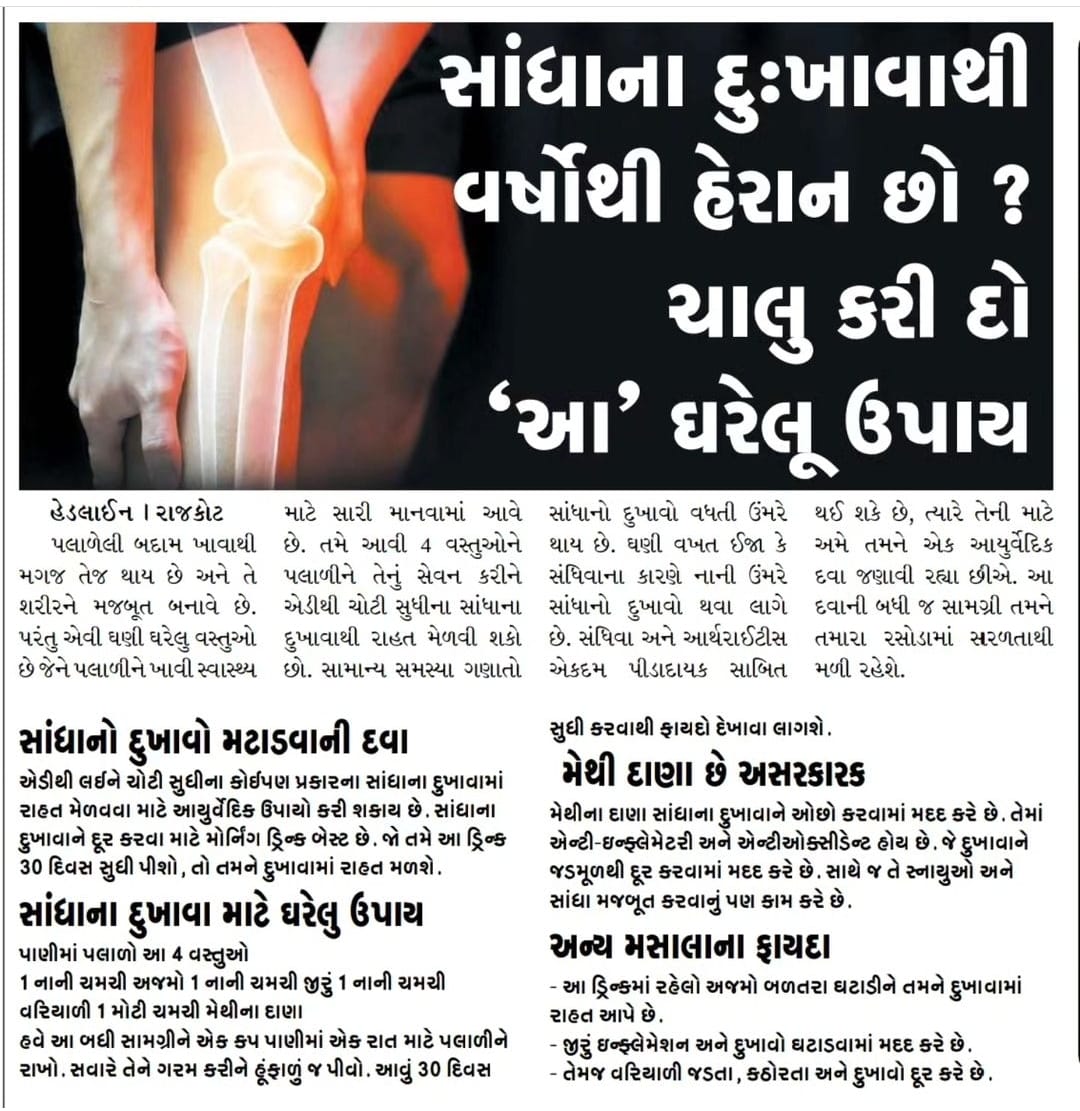 સાંધાના દુઃખાવાથી
વર્ષોથી હેરાન છો ?
ચાલુ કરી દો
‘આ’ ઘરેલૂ ઉપાય
હેડલાઈન । રાજકોટ
પલાળેલી બદામ ખાવાથી
મગજ તેજ થાય છે અને તે
શરીરને મજબૂત બનાવે છે.
પરંતુ એવી ઘણી ઘરેલુ વસ્તુઓ
છે જેને પલાળીને ખાવી સ્વાસ્થ્ય
માટે સારી માનવામાં આવે
છે. તમે આવી 4 વસ્તુઓને
પલાળીને તેનું સેવન કરીને
એડીથી ચોટી સુધીના સાંધાના
દુખાવાથી રાહત મેળવી શકો
છો. સામાન્ય સમસ્યા ગણાતો
સાંધાનો દુખાવો વધતી ઉંમરે
થાય છે. ઘણી વખત ઈજા કે
સંધિવાના કારણે નાની ઉંમરે
સાંધાનો દુખાવો થવા લાગે
છે. સંધિવા અને આર્થરાઈટીસ
એકદમ પીડાદાયક સાબિત
થઈ શકે છે, ત્યારે તેની માટે
અમે તમને એક આયુર્વેદિક
દવા જણાવી રહ્યા છીએ. આ
દવાની બધી જ સામગ્રી તમને
તમારા રસોડામાં સરળતાથી
મળી રહેશે.
સાંધાનો દુખાવો મટાડવાની દવા
એડીથી લઈને ચોટી સુધીના કોઈપણ પ્રકારના સાંધાના દુખાવામાં
રાહત મેળવવા માટે આયુર્વેદિક ઉપાયો કરી શકાય છે. સાંધાના
દુખાવાને દૂર કરવા માટે મોર્નિંગ ડ્રિન્ક બેસ્ટ છે. જો તમે આ ડ્રિન્ક
30 દિવસ સુધી પીશો, તો તમને દુખાવામાં રાહત મળશે.
સાંધાના દુખાવા માટે ઘરેલુ ઉપાય
પાણીમાં પલાળો આ 4 વસ્તુઓ
1 નાની ચમચી અજમો 1 નાની ચમચી જીરું 1 નાની ચમચી
વરિયાળી 1 મોટી ચમચી મેથીના દાણા
હવે આ બધી સામગ્રીને એક કપ પાણીમાં એક રાત માટે પલાળીને
રાખો. સવારે તેને ગરમ કરીને હૂંફાળું જ પીવો. આવું 30 દિવસ
સુધી કરવાથી ફાયદો દેખાવા લાગશે.
મેથી દાણા છે અસરકારક
મેથીના દાણા સાંધાના દુખાવાને ઓછો કરવામાં મદદ કરે છે. તેમાં
એન્ટી-ઇન્ફ્લેમેટરી અને એન્ટીઓક્સીડેન્ટ હોય છે. જે દુખાવાને
જડમૂળથી દૂર કરવામાં મદદ કરે છે. સાથે જ તે સ્નાયુઓ અને
સાંધા મજબૂત કરવાનું પણ કામ કરે છે.
અન્ય મસાલાના ફાયદા
- આ ડ્રિન્કમાં રહેલો અજમો બળતરા ઘટાડીને તમને દુખાવામાં
રાહત આપે છે.
- જીરું ઇન્ફ્લેમેશન અને દુખાવો ઘટાડવામાં મદદ કરે છે.
- તેમજ વરિયાળી જડતા, કઠોરતા અને દુખાવો દૂર કરે છે.